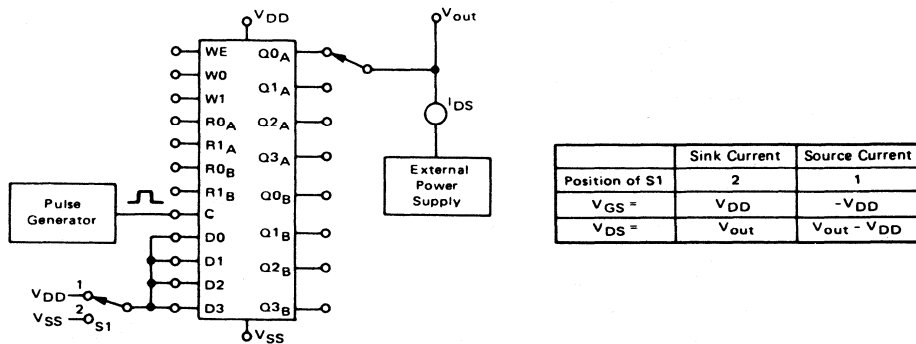 VDD
Vout
WE
W0
W1
R0A
R1A
R0B
R1B
C
D0
D1
D2
D3
Q0A
Q1A
Q2A
Q3A
Q0B
Q1B
Q2B
Q3B
IDS
External
Power
Supply
Pulse
Generator
VDD 1
VSS 2 S1
VSS
Sink Current Source Current
Position of S1 2 1
VGS = VDD -VDD
VDS = Vout Vout - VDD